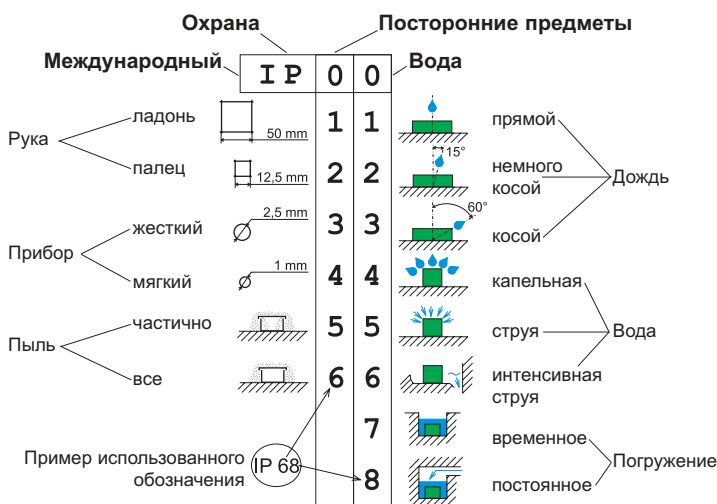 Охрана Посторонние предметы
Международный IP 0 0 Вода
ладонь 50 mm 1 1 прямой
Рука
палец 12,5 mm 2 2 15° немного
косой Дождь
жесткий 2,5 mm 3 3 60° косой
Прибор
мягкий 1 mm 4 4 капельная
частично 5 5 струя Вода
Пыль
все 6 6 интенсивная
струя
7 временное
Пример использованного
обозначения IP 68 Погружение
8 постоянное